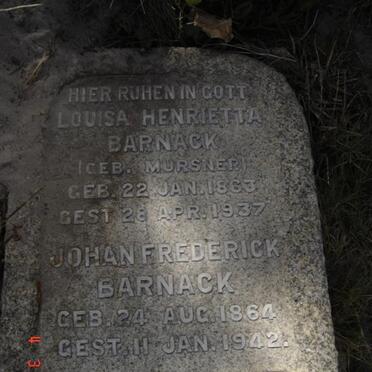 HIER RUHEN IN GOTT
LOUISA HENRIETTA
BARNACK
(GEB. MURSNER)
GEB. 22 JAN. 1863
GEST. 28 APR. 1937
JOHAN FREDERICK
BARNACK
GEB. 24 AUG. 1864
GEST. 11 JAN. 1942.